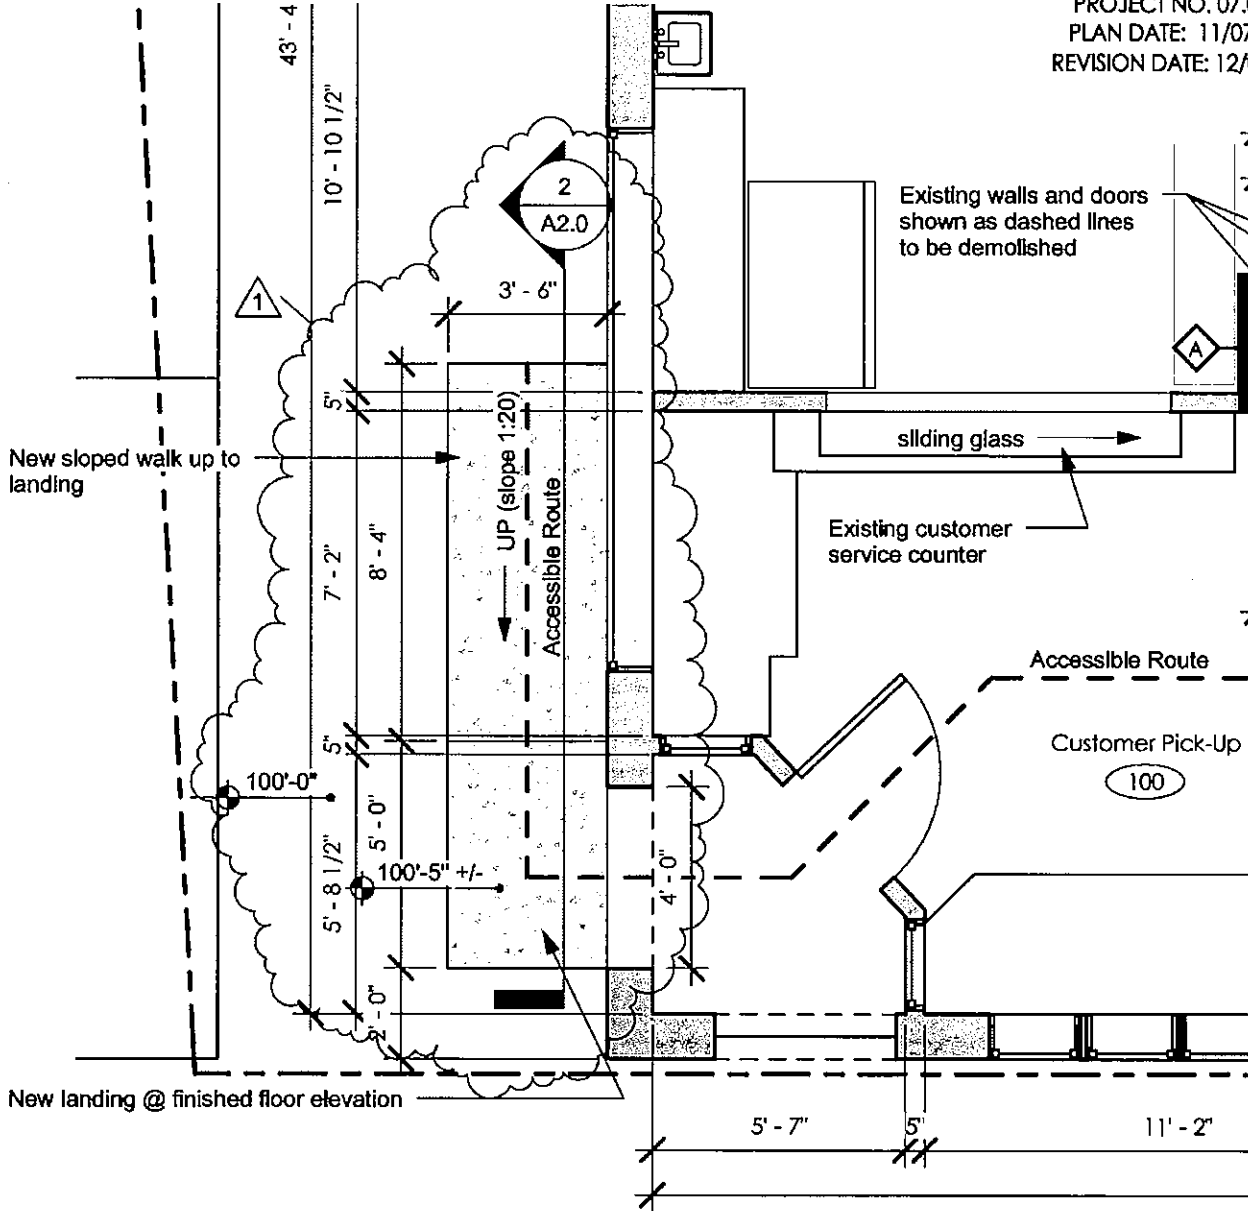 PROJECT NO. 07.
PLAN DATE: 11/07
REVISION DATE: 12/
43' - 4
10' - 10 1/2"
2
A2.0
Existing walls and doors
shown as dashed lines
to be demolished
1
3' - 6"
A
5"
UP (slope 1:20)
Accessible Route
sliding glass
New sloped walk up to
landing
Existing customer
service counter
7' - 2"
8' - 4"
Accessible Route
5"
Customer Pick-Up
100
100'-0"
5' - 0"
5' - 8 1/2"
100'-5" +/-
4' - 0"
2' - 0"
New landing @ finished floor elevation
5' - 7"
5"
11' - 2"